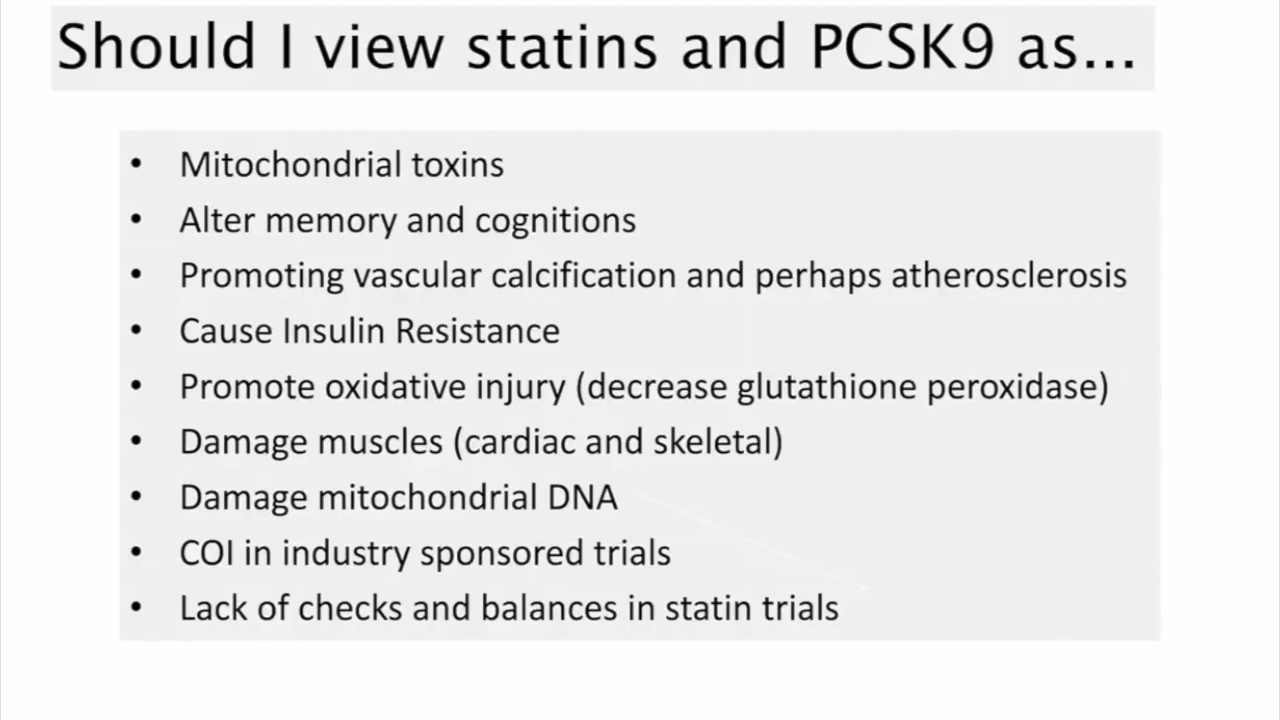 Should I view statins and PCSK9 as...
• Mitochondrial toxins
• Alter memory and cognitions
• Promoting vascular calcification and perhaps atherosclerosis
• Cause Insulin Resistance
• Promote oxidative injury (decrease glutathione peroxidase)
• Damage muscles (cardiac and skeletal)
• Damage mitochondrial DNA
• COI in industry sponsored trials
• Lack of checks and balances in statin trials